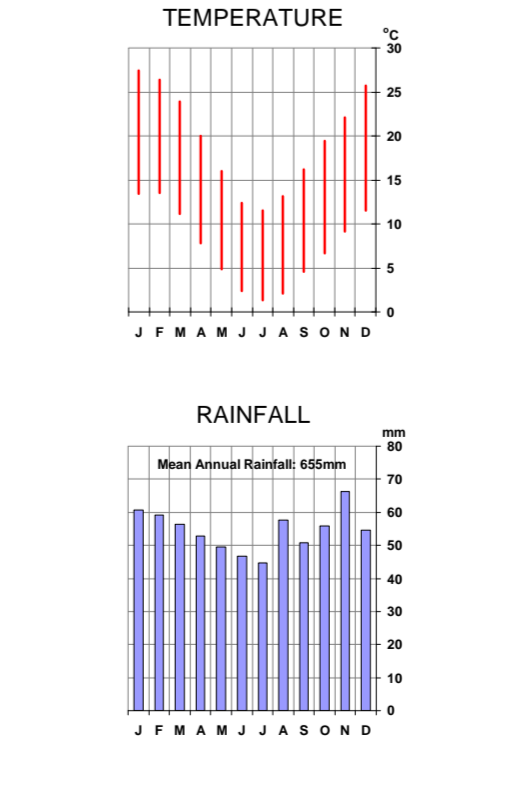 TEMPERATURE
°C
30
25
20
15
10
5
0
J F M A M J J A S O N D
RAINFALL
mm
80
Mean Annual Rainfall: 655mm
70
60
50
40
30
20
10
0
J F M A M J J A S O N D